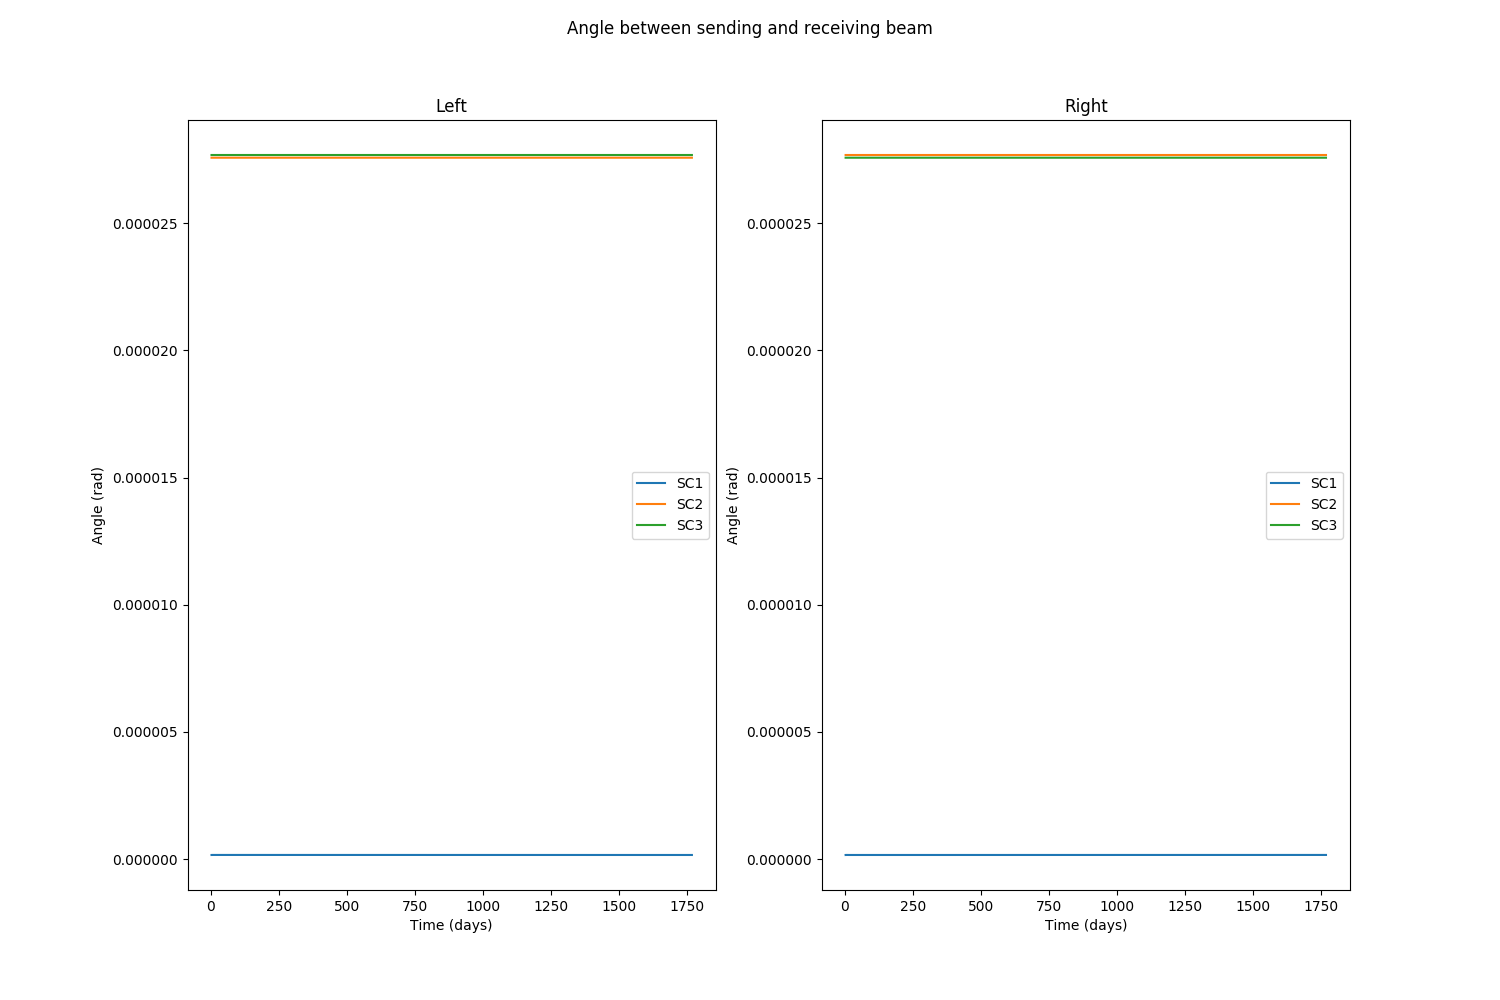 Angle between sending and receiving beam
Left
0.000025
0.000020
0.000015
0.000010
0.000005
0.000000
Angle (rad)
0 250 500 750 1000 1250 1500 1750
Time (days)
SC1
SC2
SC3
Right
0.000025
0.000020
0.000015
0.000010
0.000005
0.000000
Angle (rad)
0 250 500 750 1000 1250 1500 1750
Time (days)
SC1
SC2
SC3